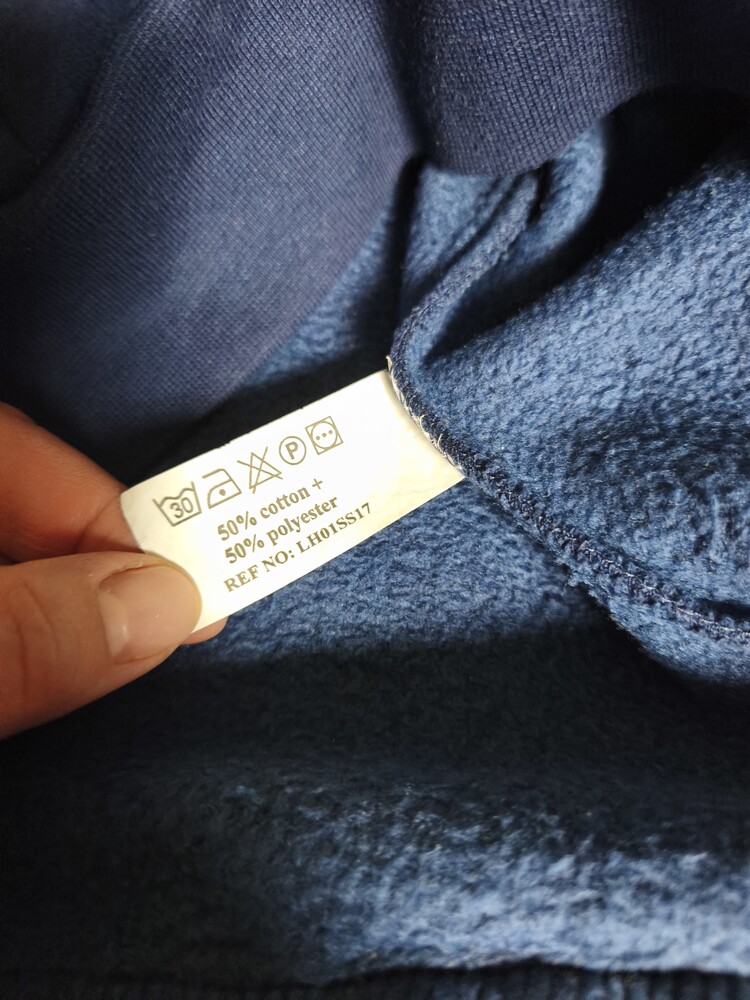 30 P
50% cotton +
50% polyester
REF NO: LH01SS17